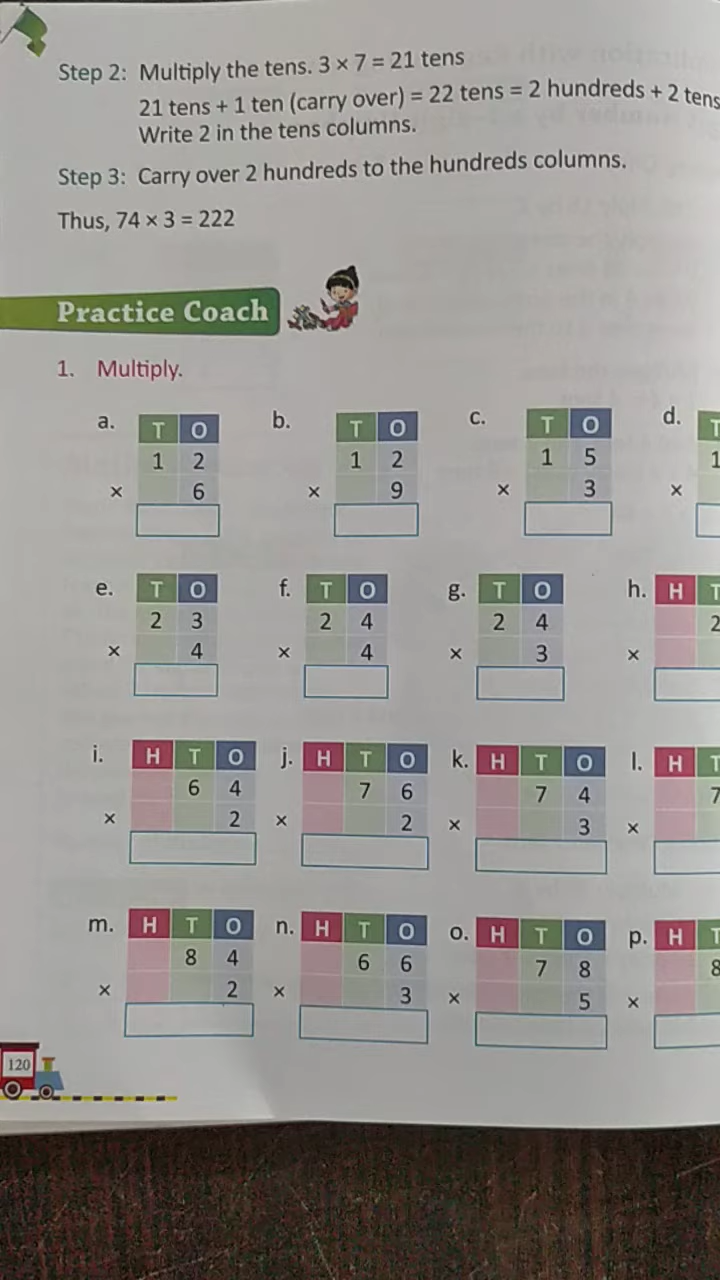 Step 2: Multiply the tens. 3 × 7 = 21 tens
21 tens + 1 ten (carry over) = 22 tens = 2 hundreds + 2 tens
Write 2 in the tens columns.
Step 3: Carry over 2 hundreds to the hundreds columns.
Thus, 74 × 3 = 222
Practice Coach
1. Multiply.
a. T O b. T O c. T O d. T
1 2 1 2 1 5 1
× 6 × 9 × 3 ×
e. T O f. T O g. T O h. H T
2 3 2 4 2 4 2
× 4 × 4 × 3 ×
i. H T O j. H T O k. H T O l. H T
6 4 7 6 7 4 7
× 2 × 2 × 3 ×
m. H T O n. H T O o. H T O p. H T
8 4 6 6 7 8 8
× 2 × 3 × 5 ×
120